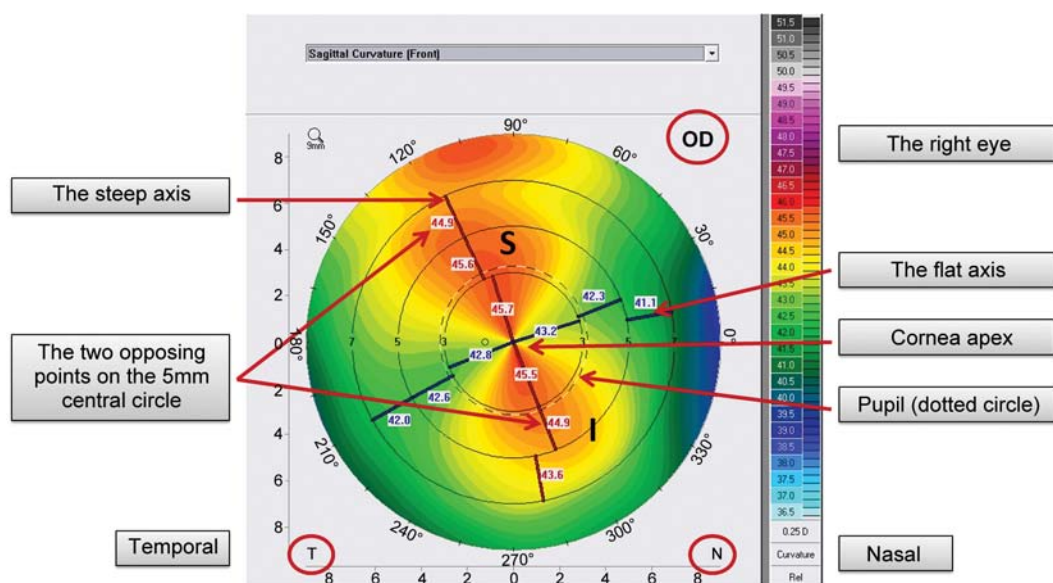 Sagittal Curvature (Front)
9mm
OD
The right eye
The steep axis
The flat axis
Cornea apex
The two opposing
points on the 5mm
central circle
Pupil (dotted circle)
Temporal
Nasal
T
N
S
I
90°
120°
60°
150°
30°
180°
0°
210°
330°
240°
300°
270°
8
6
4
2
0
2
4
6
8
8 6 4 2 0 2 4 6 8
7 5 3 3 5 7
44.9
45.6
45.7
42.3
41.1
43.2
42.8
45.5
42.6
42.0
44.9
43.6
51.5
51.0
50.5
50.0
49.5
49.0
48.5
48.0
47.5
47.0
46.5
46.0
45.5
45.0
44.5
44.0
43.5
43.0
42.5
42.0
41.5
41.0
40.5
40.0
39.5
39.0
38.5
38.0
37.5
37.0
36.5
0.25 D
Curvature
Rel